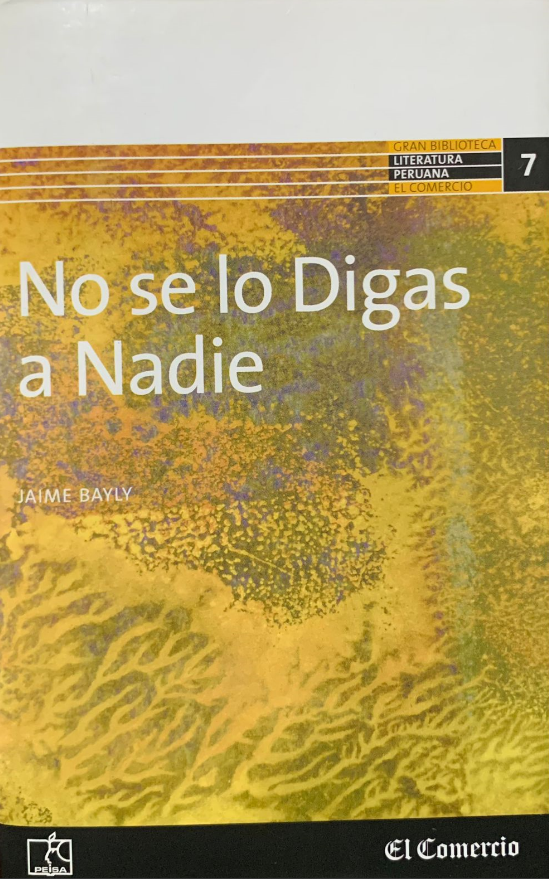 GRAN BIBLIOTECA
LITERATURA
PERUANA
EL COMERCIO
7
No se lo Digas
a Nadie
JAIME BAYLY
PEISA
El Comercio